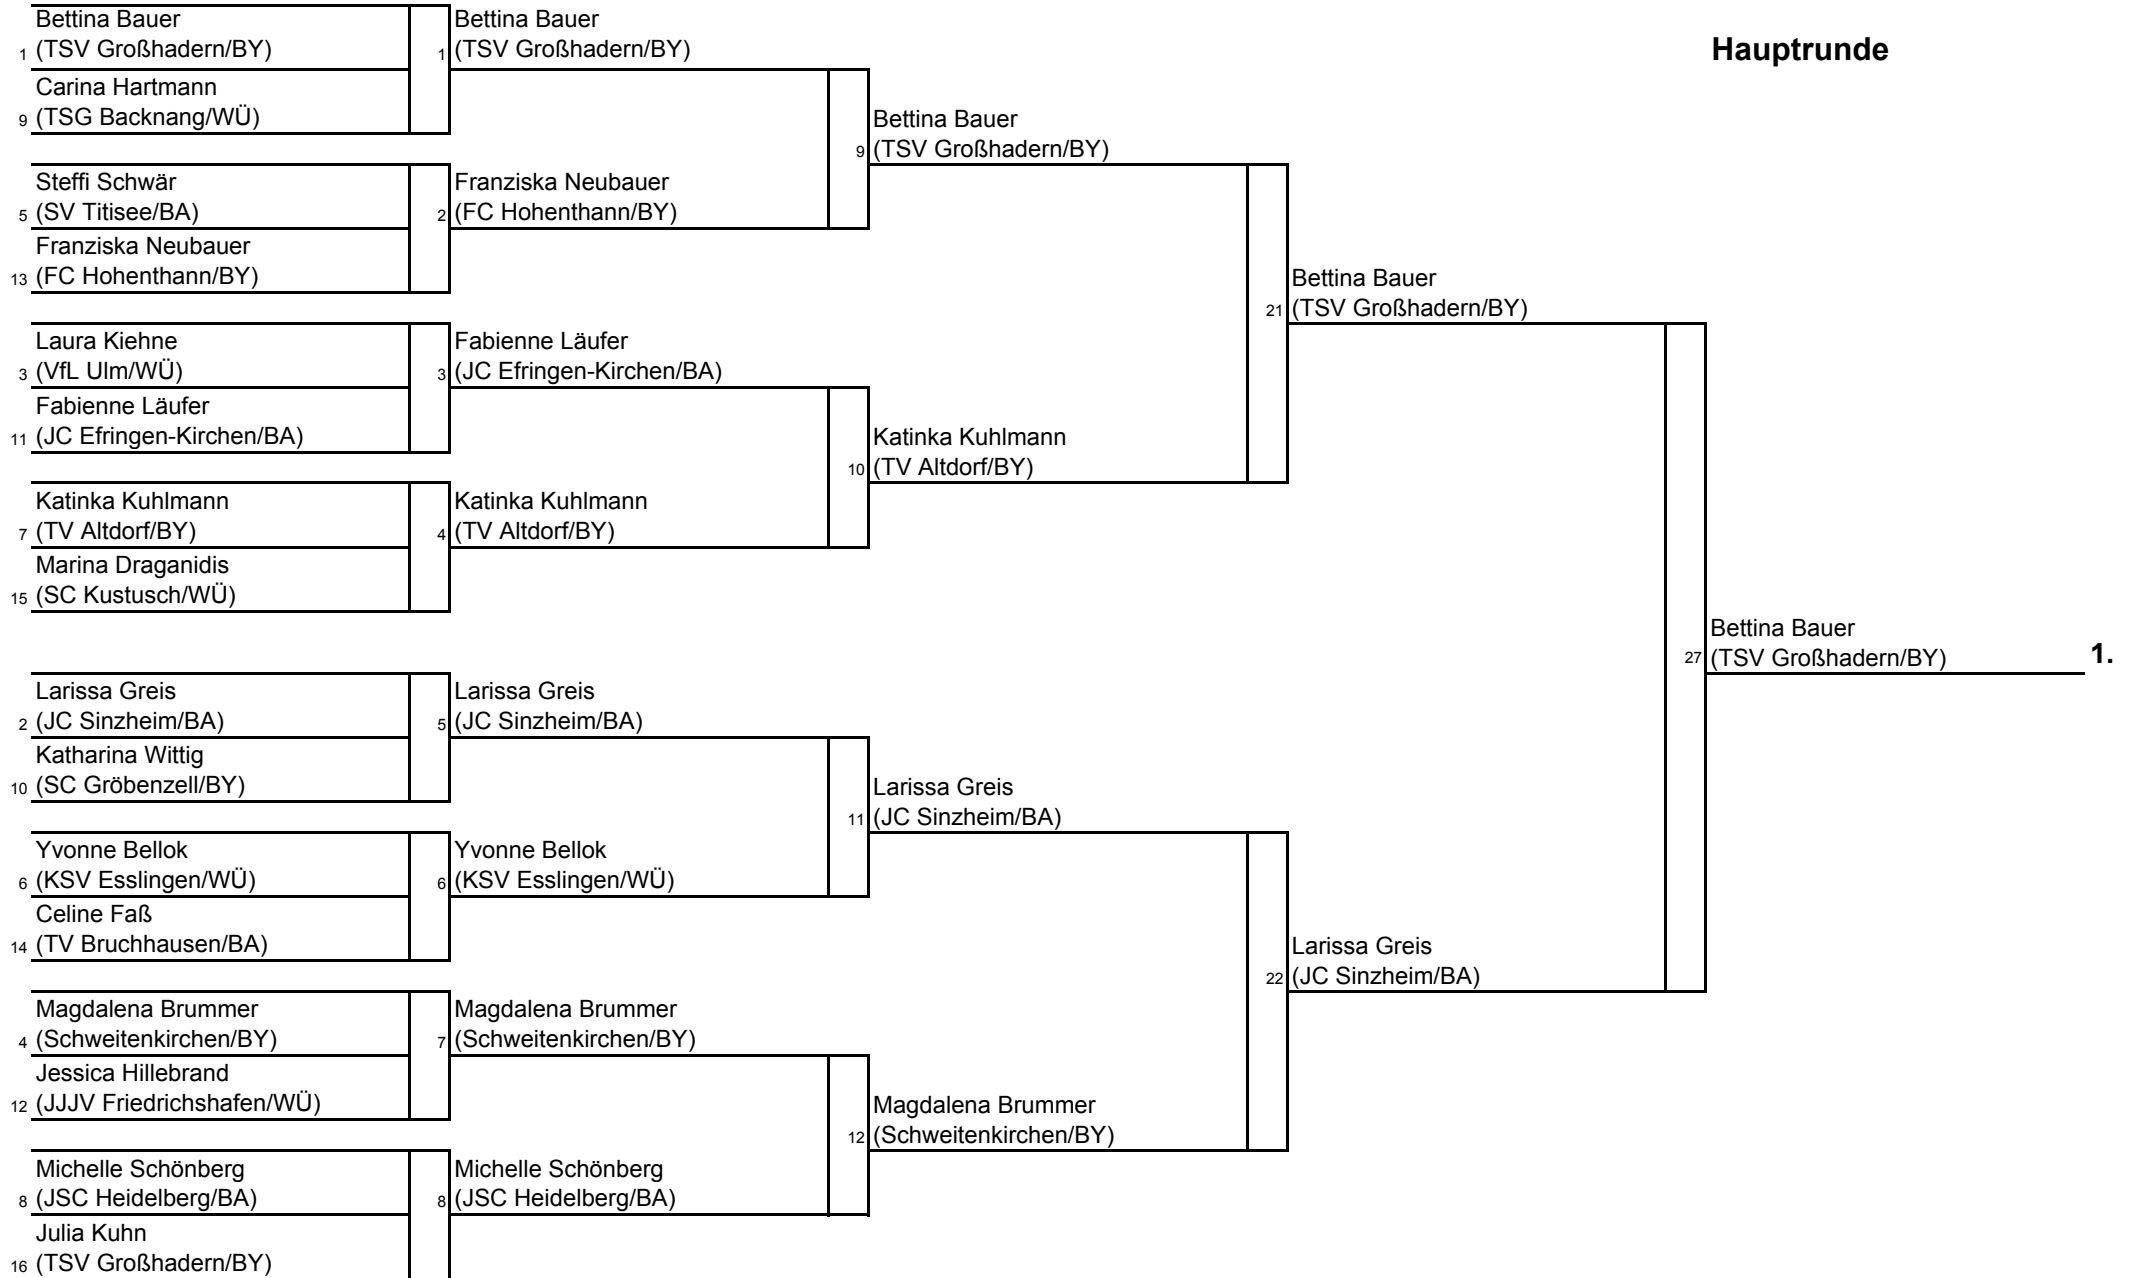 Hauptrunde
Bettina Bauer
1 (TSV Großhadern/BY)
Carina Hartmann
9 (TSG Backnang/WÜ)
Steffi Schwär
5 (SV Titisee/BA)
Franziska Neubauer
13 (FC Hohenthann/BY)
Laura Kiehne
3 (VfL Ulm/WÜ)
Fabienne Läufer
11 (JC Efringen-Kirchen/BA)
Katinka Kuhlmann
7 (TV Altdorf/BY)
Marina Draganidis
15 (SC Kustusch/WÜ)
Larissa Greis
2 (JC Sinzheim/BA)
Katharina Wittig
10 (SC Gröbenzell/BY)
Yvonne Bellok
6 (KSV Esslingen/WÜ)
Celine Faß
14 (TV Bruchhausen/BA)
Magdalena Brummer
4 (Schweitenkirchen/BY)
Jessica Hillebrand
12 (JJJV Friedrichshafen/WÜ)
Michelle Schönberg
8 (JSC Heidelberg/BA)
Julia Kuhn
16 (TSV Großhadern/BY)
Bettina Bauer
1 (TSV Großhadern/BY)
Franziska Neubauer
2 (FC Hohenthann/BY)
Fabienne Läufer
3 (JC Efringen-Kirchen/BA)
Katinka Kuhlmann
4 (TV Altdorf/BY)
Larissa Greis
5 (JC Sinzheim/BA)
Yvonne Bellok
6 (KSV Esslingen/WÜ)
Magdalena Brummer
7 (Schweitenkirchen/BY)
Michelle Schönberg
8 (JSC Heidelberg/BA)
Bettina Bauer
9 (TSV Großhadern/BY)
Katinka Kuhlmann
10 (TV Altdorf/BY)
Larissa Greis
11 (JC Sinzheim/BA)
Magdalena Brummer
12 (Schweitenkirchen/BY)
Bettina Bauer
21 (TSV Großhadern/BY)
Larissa Greis
22 (JC Sinzheim/BA)
Bettina Bauer
27 (TSV Großhadern/BY) 1.